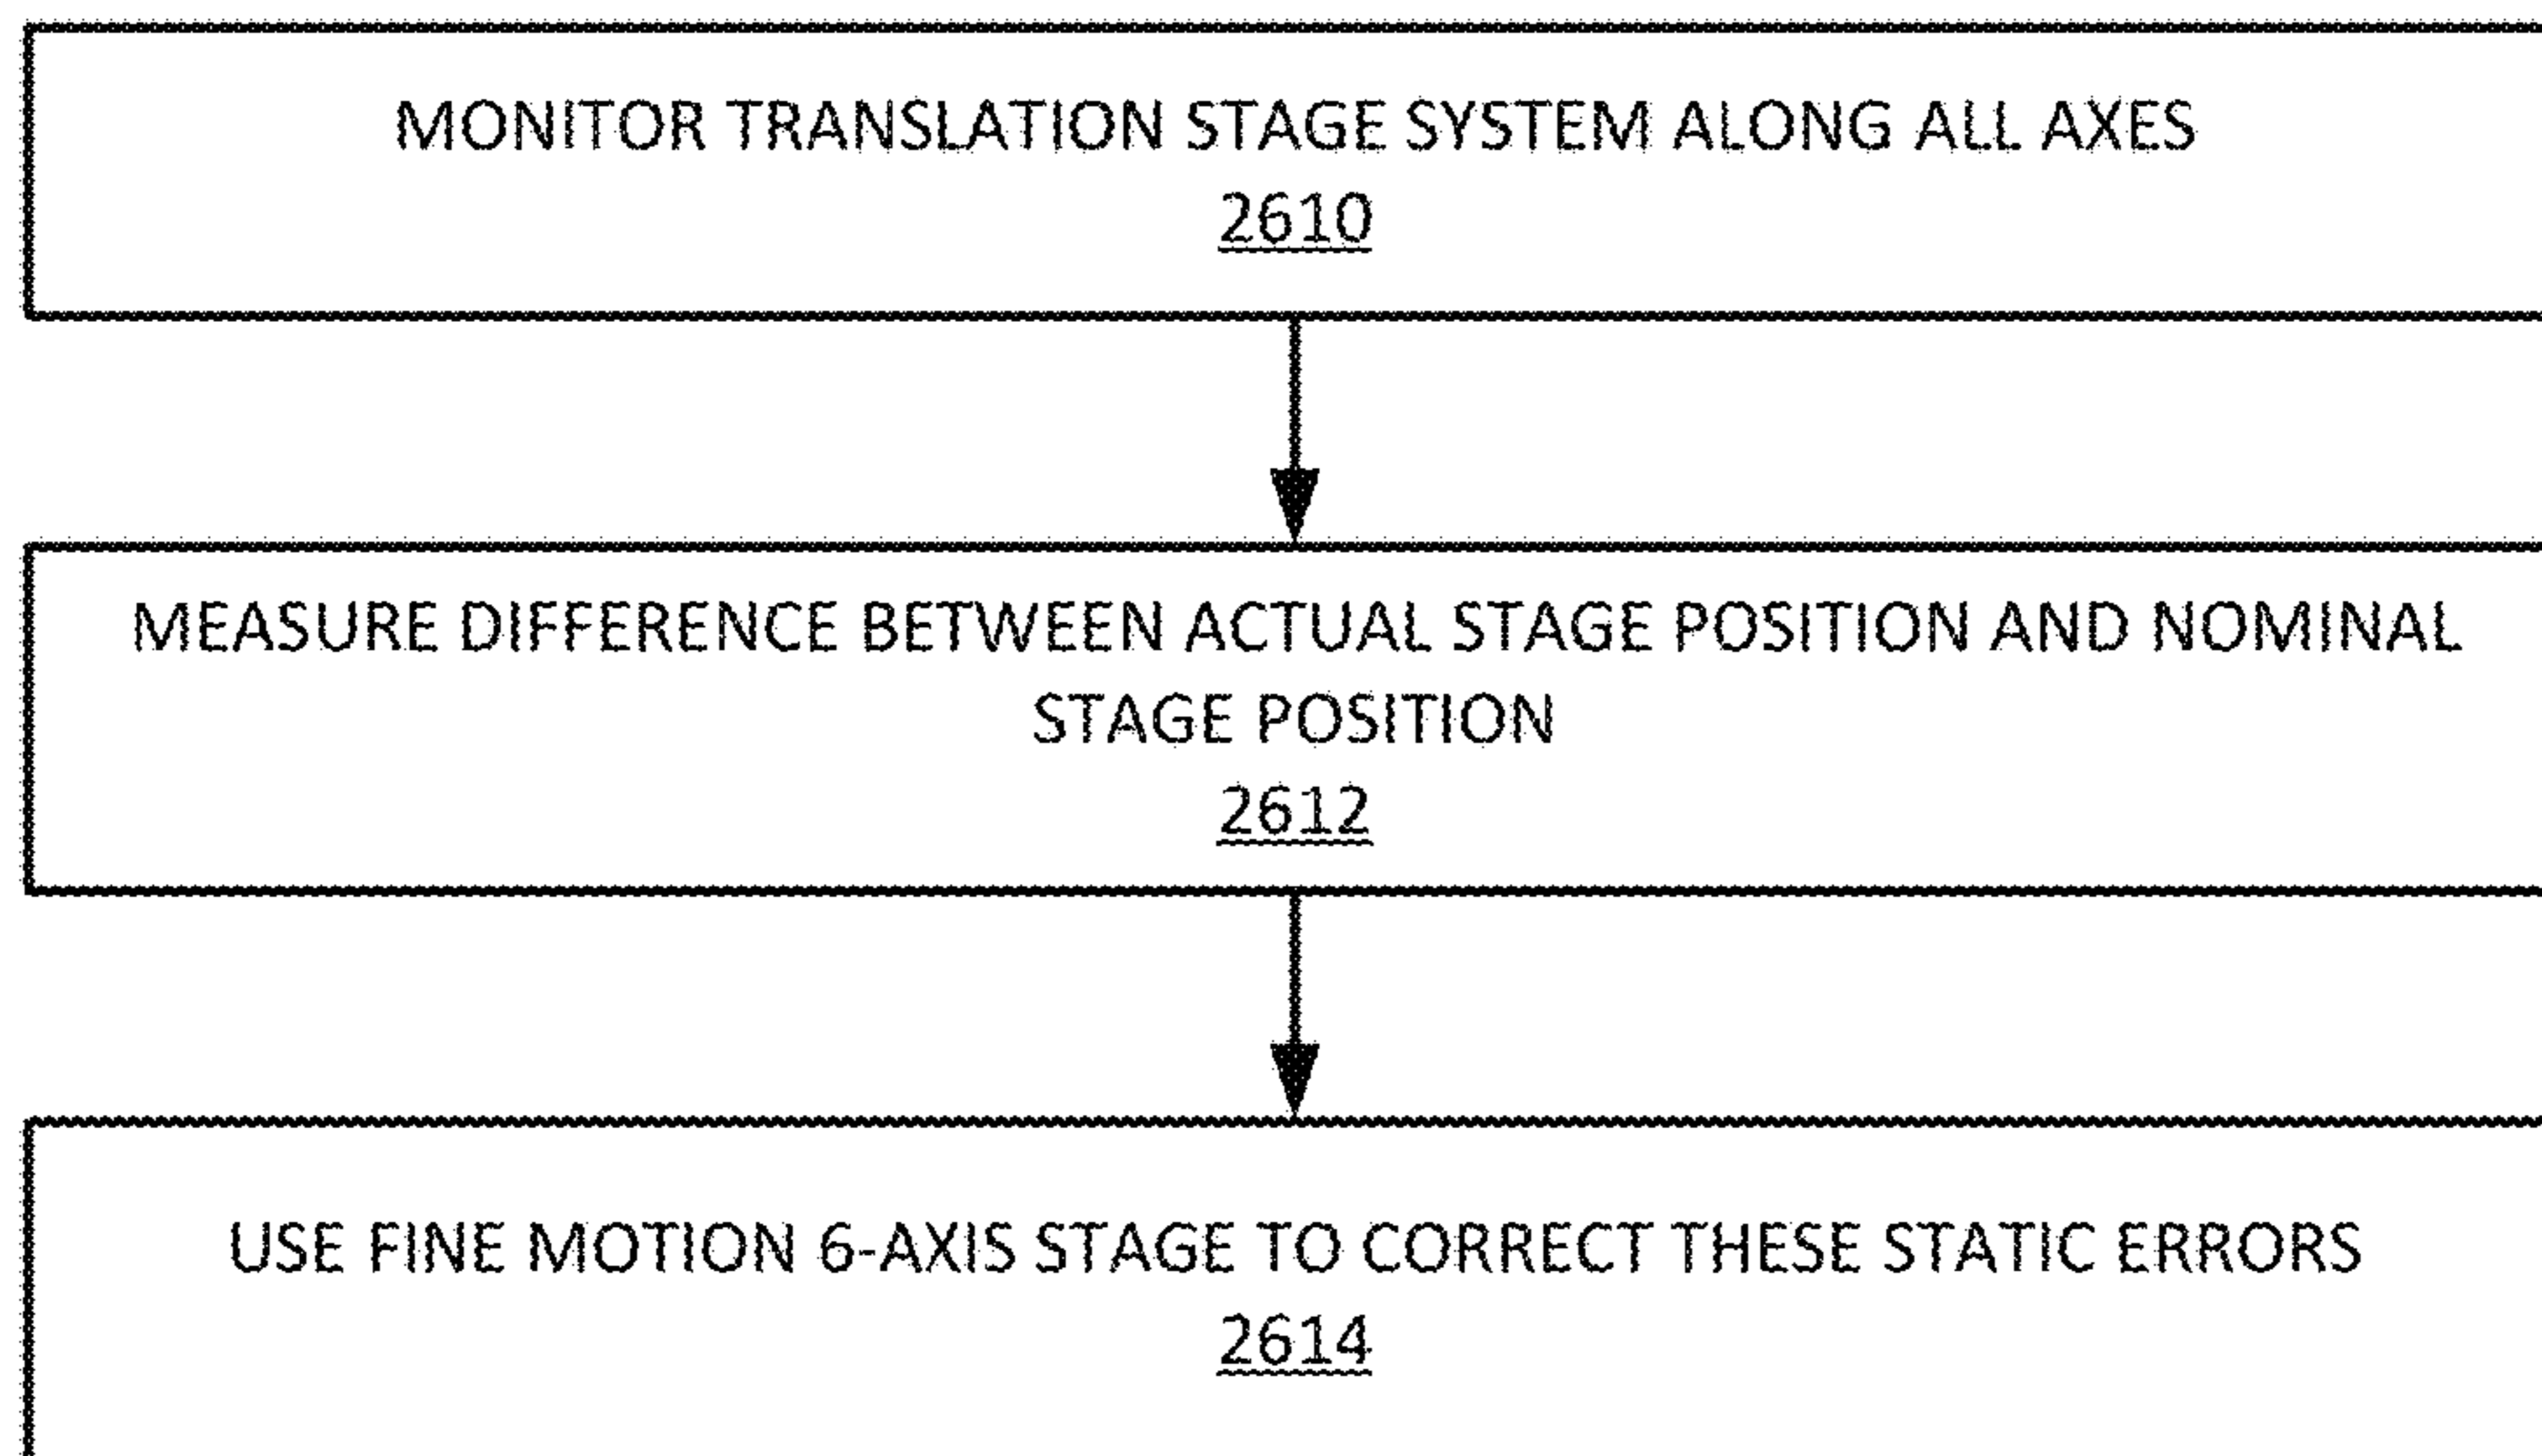 MONITOR TRANSLATION STAGE SYSTEM ALONG ALL AXES
2610
MEASURE DIFFERENCE BETWEEN ACTUAL STAGE POSITION AND NOMINAL
STAGE POSITION
2612
USE FINE MOTION 6-AXIS STAGE TO CORRECT THESE STATIC ERRORS
2614